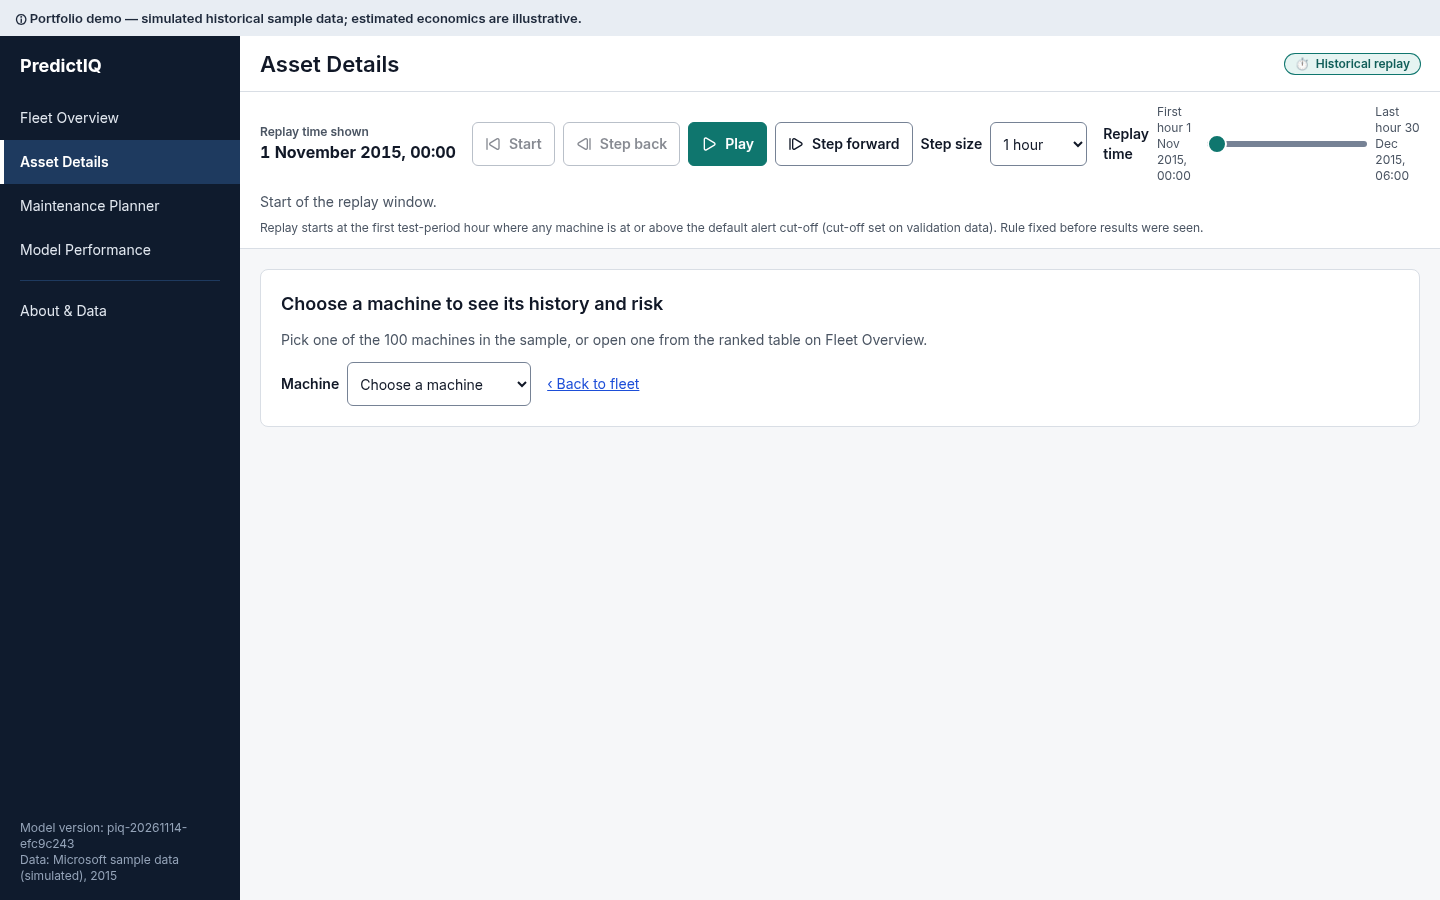 Portfolio demo — simulated historical sample data; estimated economics are illustrative.
PredictIQ
Fleet Overview
Asset Details
Maintenance Planner
Model Performance
About & Data
Model version: piq-20261114-
efc9c243
Data: Microsoft sample data
(simulated), 2015
Asset Details
Historical replay
Replay time shown
1 November 2015, 00:00
Start
Step back
Play
Step forward
Step size
1 hour
Replay
time
First
hour 1
Nov
2015,
00:00
Last
hour 30
Dec
2015,
06:00
Start of the replay window.
Replay starts at the first test-period hour where any machine is at or above the default alert cut-off (cut-off set on validation data). Rule fixed before results were seen.
Choose a machine to see its history and risk
Pick one of the 100 machines in the sample, or open one from the ranked table on Fleet Overview.
Machine
Choose a machine
‹ Back to fleet